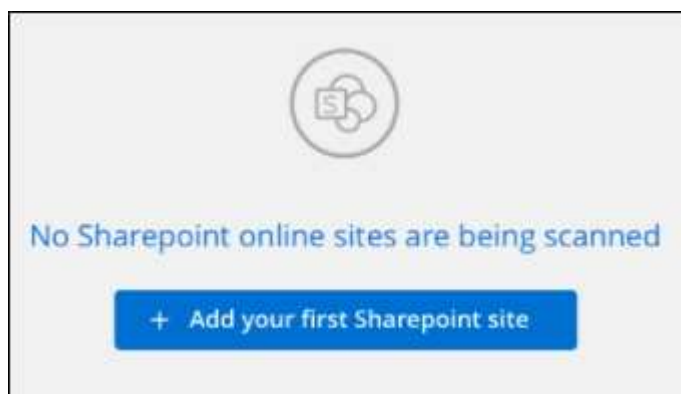 S
No Sharepoint online sites are being scanned
+ Add your first Sharepoint site